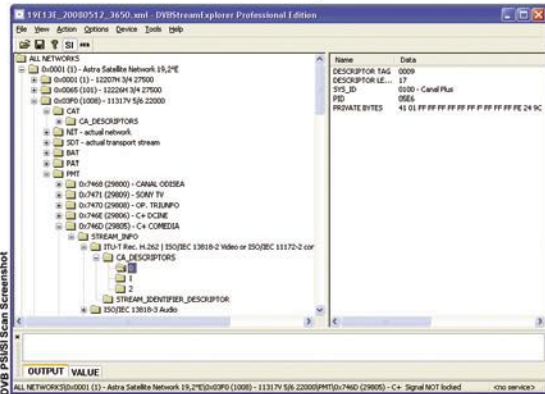 19E13E_20080512_3650.xml - DVBStreamExplorer Professional Edition
File View Action Options Device Tools Help
SI
ALL NETWORKS
0x0001 (1) - Astra Satellite Network 19,2°E
0x0001 (1) - 12207H 3/4 27500
0x0065 (101) - 12226H 3/4 27500
0x03F0 (1008) - 11317V 5/6 22000
CAT
CA_DESCRIPTORS
NIT - actual network
SDT - actual transport stream
BAT
PAT
PMT
0x7468 (29800) - CANAL ODISEA
0x7471 (29809) - SONY TV
0x7470 (29808) - OP. TRIUNFO
0x746E (29806) - C+ DCINE
0x746D (29805) - C+ COMEDIA
STREAM_INFO
ITU-T Rec. H.262 | ISO/IEC 13818-2 Video or ISO/IEC 11172-2 cor
CA_DESCRIPTORS
0
1
2
STREAM_IDENTIFIER_DESCRIPTOR
ISO/IEC 13818-3 Audio
Name Data
DESCRIPTOR TAG 0009
DESCRIPTOR LE... 17
SYS_ID 0100 - Canal Plus
PID 05E6
PRIVATE BYTES 41 01 FF FF FF FF FF FF FF FF FF FE 24 9C
OUTPUT VALUE
ALL NETWORKS\0x0001 (1) - Astra Satellite Network 19,2°E\0x03F0 (1008) - 11317V 5/6 22000\PMT\0x746D (29805) - C+ Signal NOT locked <no service>
DVB PSI/SI Scan Screenshot